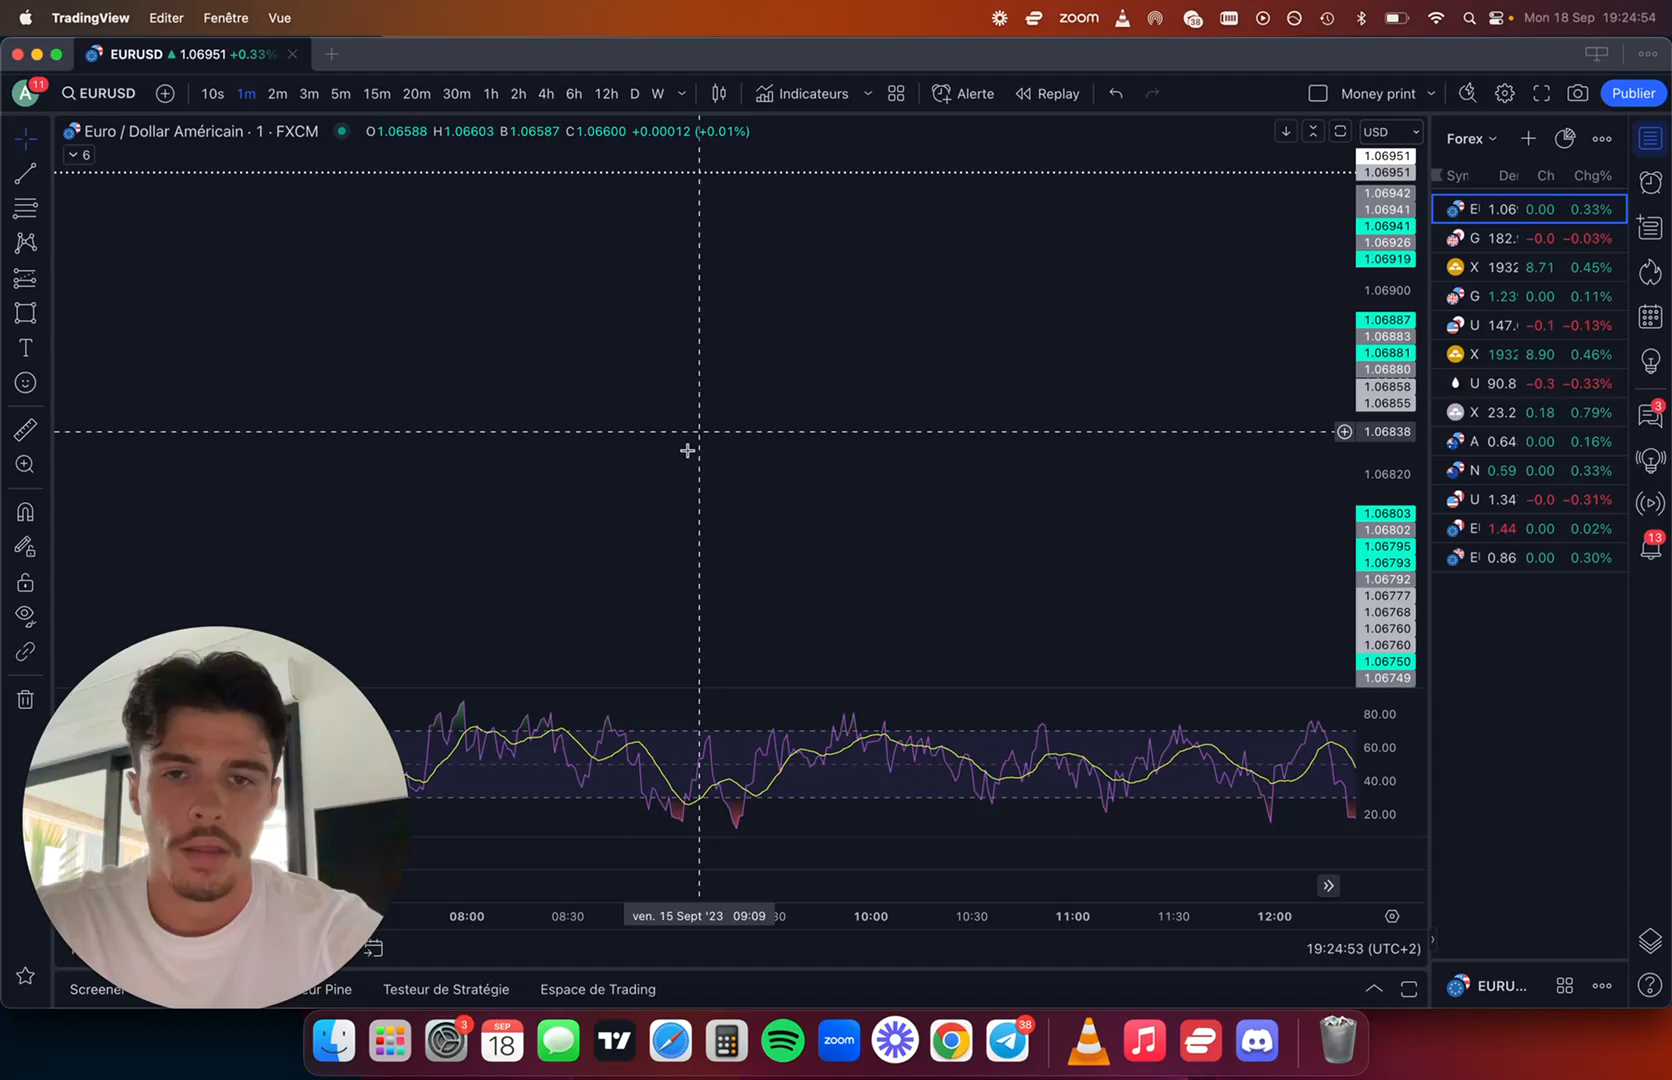 TradingView Editer Fenêtre Vue
zoom 38 Mon 18 Sep 19:24:54
EURUSD ▲ 1.06951 +0.33%
A 11 EURUSD 10s 1m 2m 3m 5m 15m 20m 30m 1h 2h 4h 6h 12h D W Indicateurs Alerte Replay Money print Publier
Euro / Dollar Américain · 1 · FXCM O1.06588 H1.06603 B1.06587 C1.06600 +0.00012 (+0.01%)
USD
6
1.06951
1.06951
1.06942
1.06941
1.06941
1.06926
1.06919
1.06900
1.06887
1.06883
1.06881
1.06880
1.06858
1.06855
1.06838
1.06820
1.06803
1.06802
1.06795
1.06793
1.06792
1.06777
1.06768
1.06760
1.06760
1.06750
1.06749
80.00
60.00
40.00
20.00
Forex
Syn De Ch Chg%
E 1.06 0.00 0.33%
G 182. −0.0 −0.03%
X 1932 8.71 0.45%
G 1.23 0.00 0.11%
U 147. −0.1 −0.13%
X 1932 8.90 0.46%
U 90.8 −0.3 −0.33%
X 23.2 0.18 0.79%
A 0.64 0.00 0.16%
N 0.59 0.00 0.33%
U 1.34 −0.0 −0.31%
E 1.44 0.00 0.02%
E 0.86 0.00 0.30%
3
13
08:00 08:30 ven. 15 Sept '23 09:09 30 10:00 10:30 11:00 11:30 12:00
19:24:53 (UTC+2)
Screener ur Pine Testeur de Stratégie Espace de Trading
EURU...
3 SEP 18 zoom 38